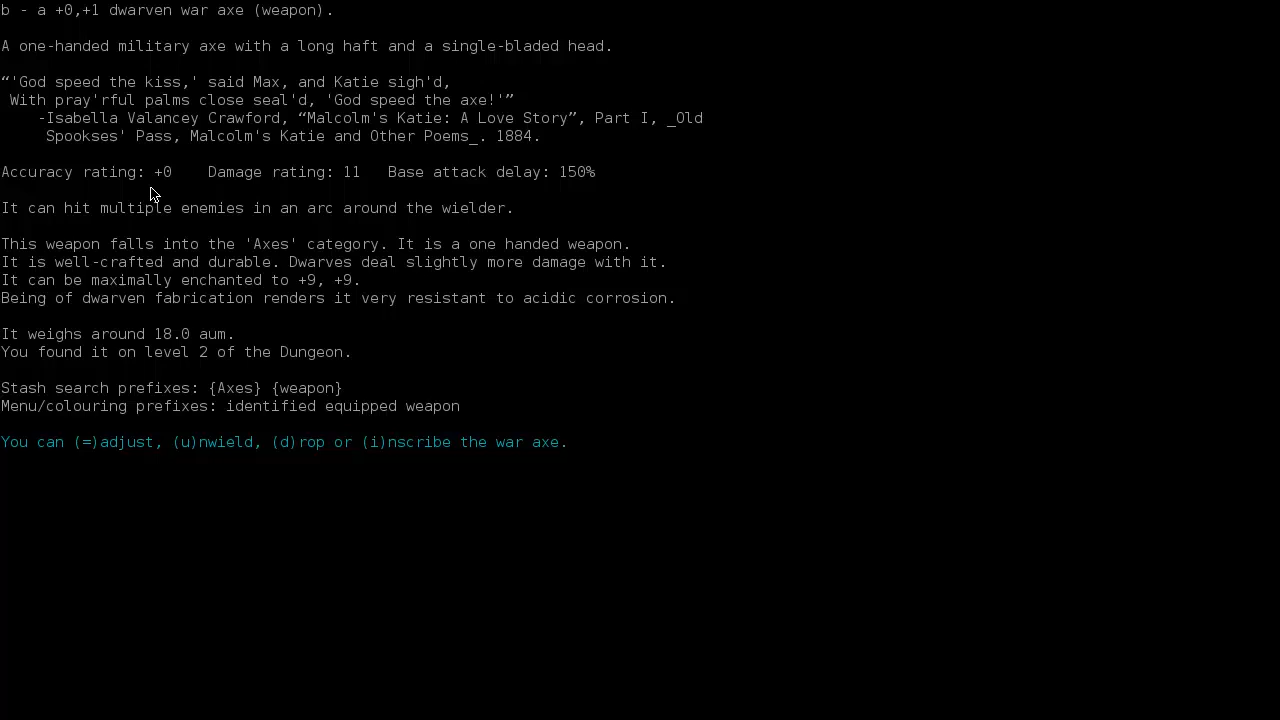 b - a +0,+1 dwarven war axe (weapon).
A one-handed military axe with a long haft and a single-bladed head.
“'God speed the kiss,' said Max, and Katie sigh'd,
With pray'rful palms close seal'd, 'God speed the axe!'”
-Isabella Valancey Crawford, “Malcolm's Katie: A Love Story”, Part I, _Old
Spookses' Pass, Malcolm's Katie and Other Poems_. 1884.
Accuracy rating: +0    Damage rating: 11   Base attack delay: 150%
It can hit multiple enemies in an arc around the wielder.
This weapon falls into the 'Axes' category. It is a one handed weapon.
It is well-crafted and durable. Dwarves deal slightly more damage with it.
It can be maximally enchanted to +9, +9.
Being of dwarven fabrication renders it very resistant to acidic corrosion.
It weighs around 18.0 aum.
You found it on level 2 of the Dungeon.
Stash search prefixes: {Axes} {weapon}
Menu/colouring prefixes: identified equipped weapon
You can (=)adjust, (u)nwield, (d)rop or (i)nscribe the war axe.